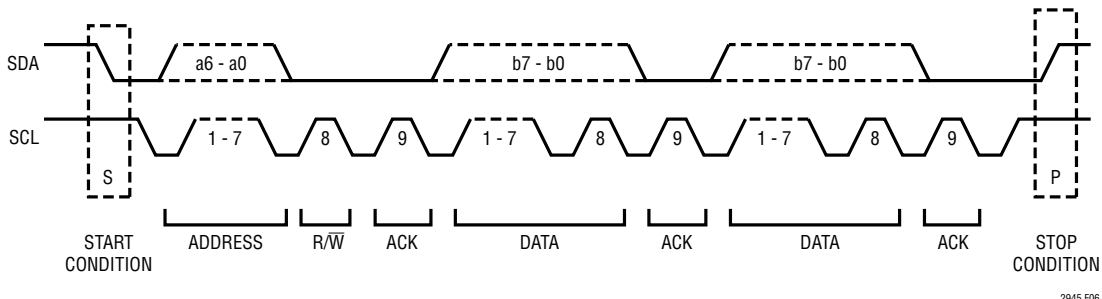 SDA
a6 - a0
b7 - b0
b7 - b0
SCL
1 - 7
8
9
1 - 7
8
9
1 - 7
8
9
S
P
START
CONDITION
ADDRESS
R/W̅
ACK
DATA
ACK
DATA
ACK
STOP
CONDITION
2945 F06